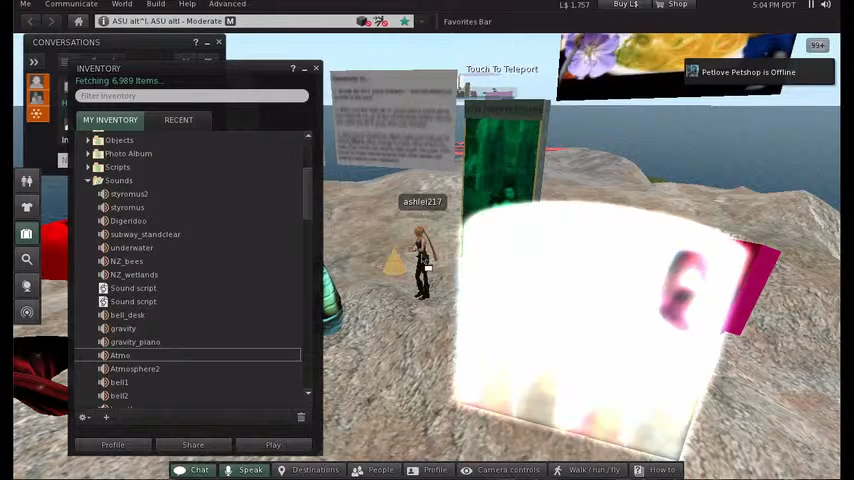 Me Communicate World Build Help Advanced
L$ 1,757 Buy L$ Shop 5:04 PM PDT
ASU alt^I, ASU altI - Moderate M
Favorites Bar
CONVERSATIONS
99+
Petlove Petshop is Offline
INVENTORY
Fetching 6,989 Items...
Filter Inventory
MY INVENTORY RECENT
Objects
Photo Album
Scripts
Sounds
styromus2
styromus
Digeridoo
subway_standclear
underwater
NZ_bees
NZ_wetlands
Sound script
Sound script
bell_desk
gravity
gravity_piano
Atmo
Atmosphere2
bell1
bell2
Profile Share Play
Touch To Teleport
ashlei217
Chat Speak Destinations People Profile Camera controls Walk / run / fly How to